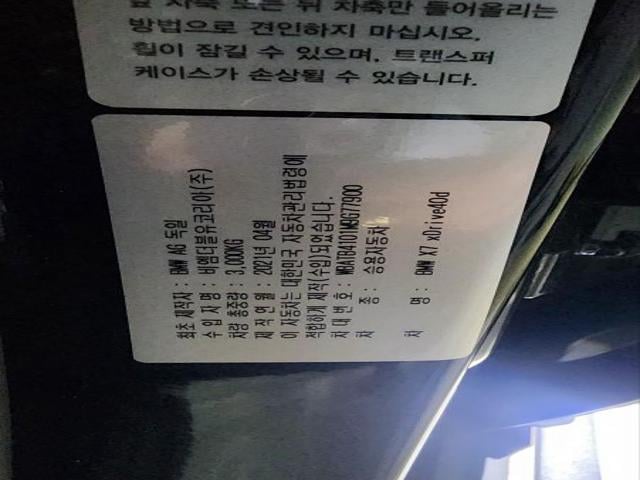 앞 차축 또는 뒤 차축만 들어올리는
방법으로 견인하지 마십시오.
휠이 잠길 수 있으며, 트랜스퍼
케이스가 손상될 수 있습니다.
최초 제작자 : BMW AG 독일
수 입 자 명 : 비엠더블유코리아(주)
차량 총중량 : 3,000KG
제 작 연 월 : 2021년 04월
이 자동차는 대한민국 자동차관리법령에
적합하게 제작(수입)되었습니다.
차 대 번 호 :
차 종 : 승용자동차
차 명 : BMW X7 xDrive40d